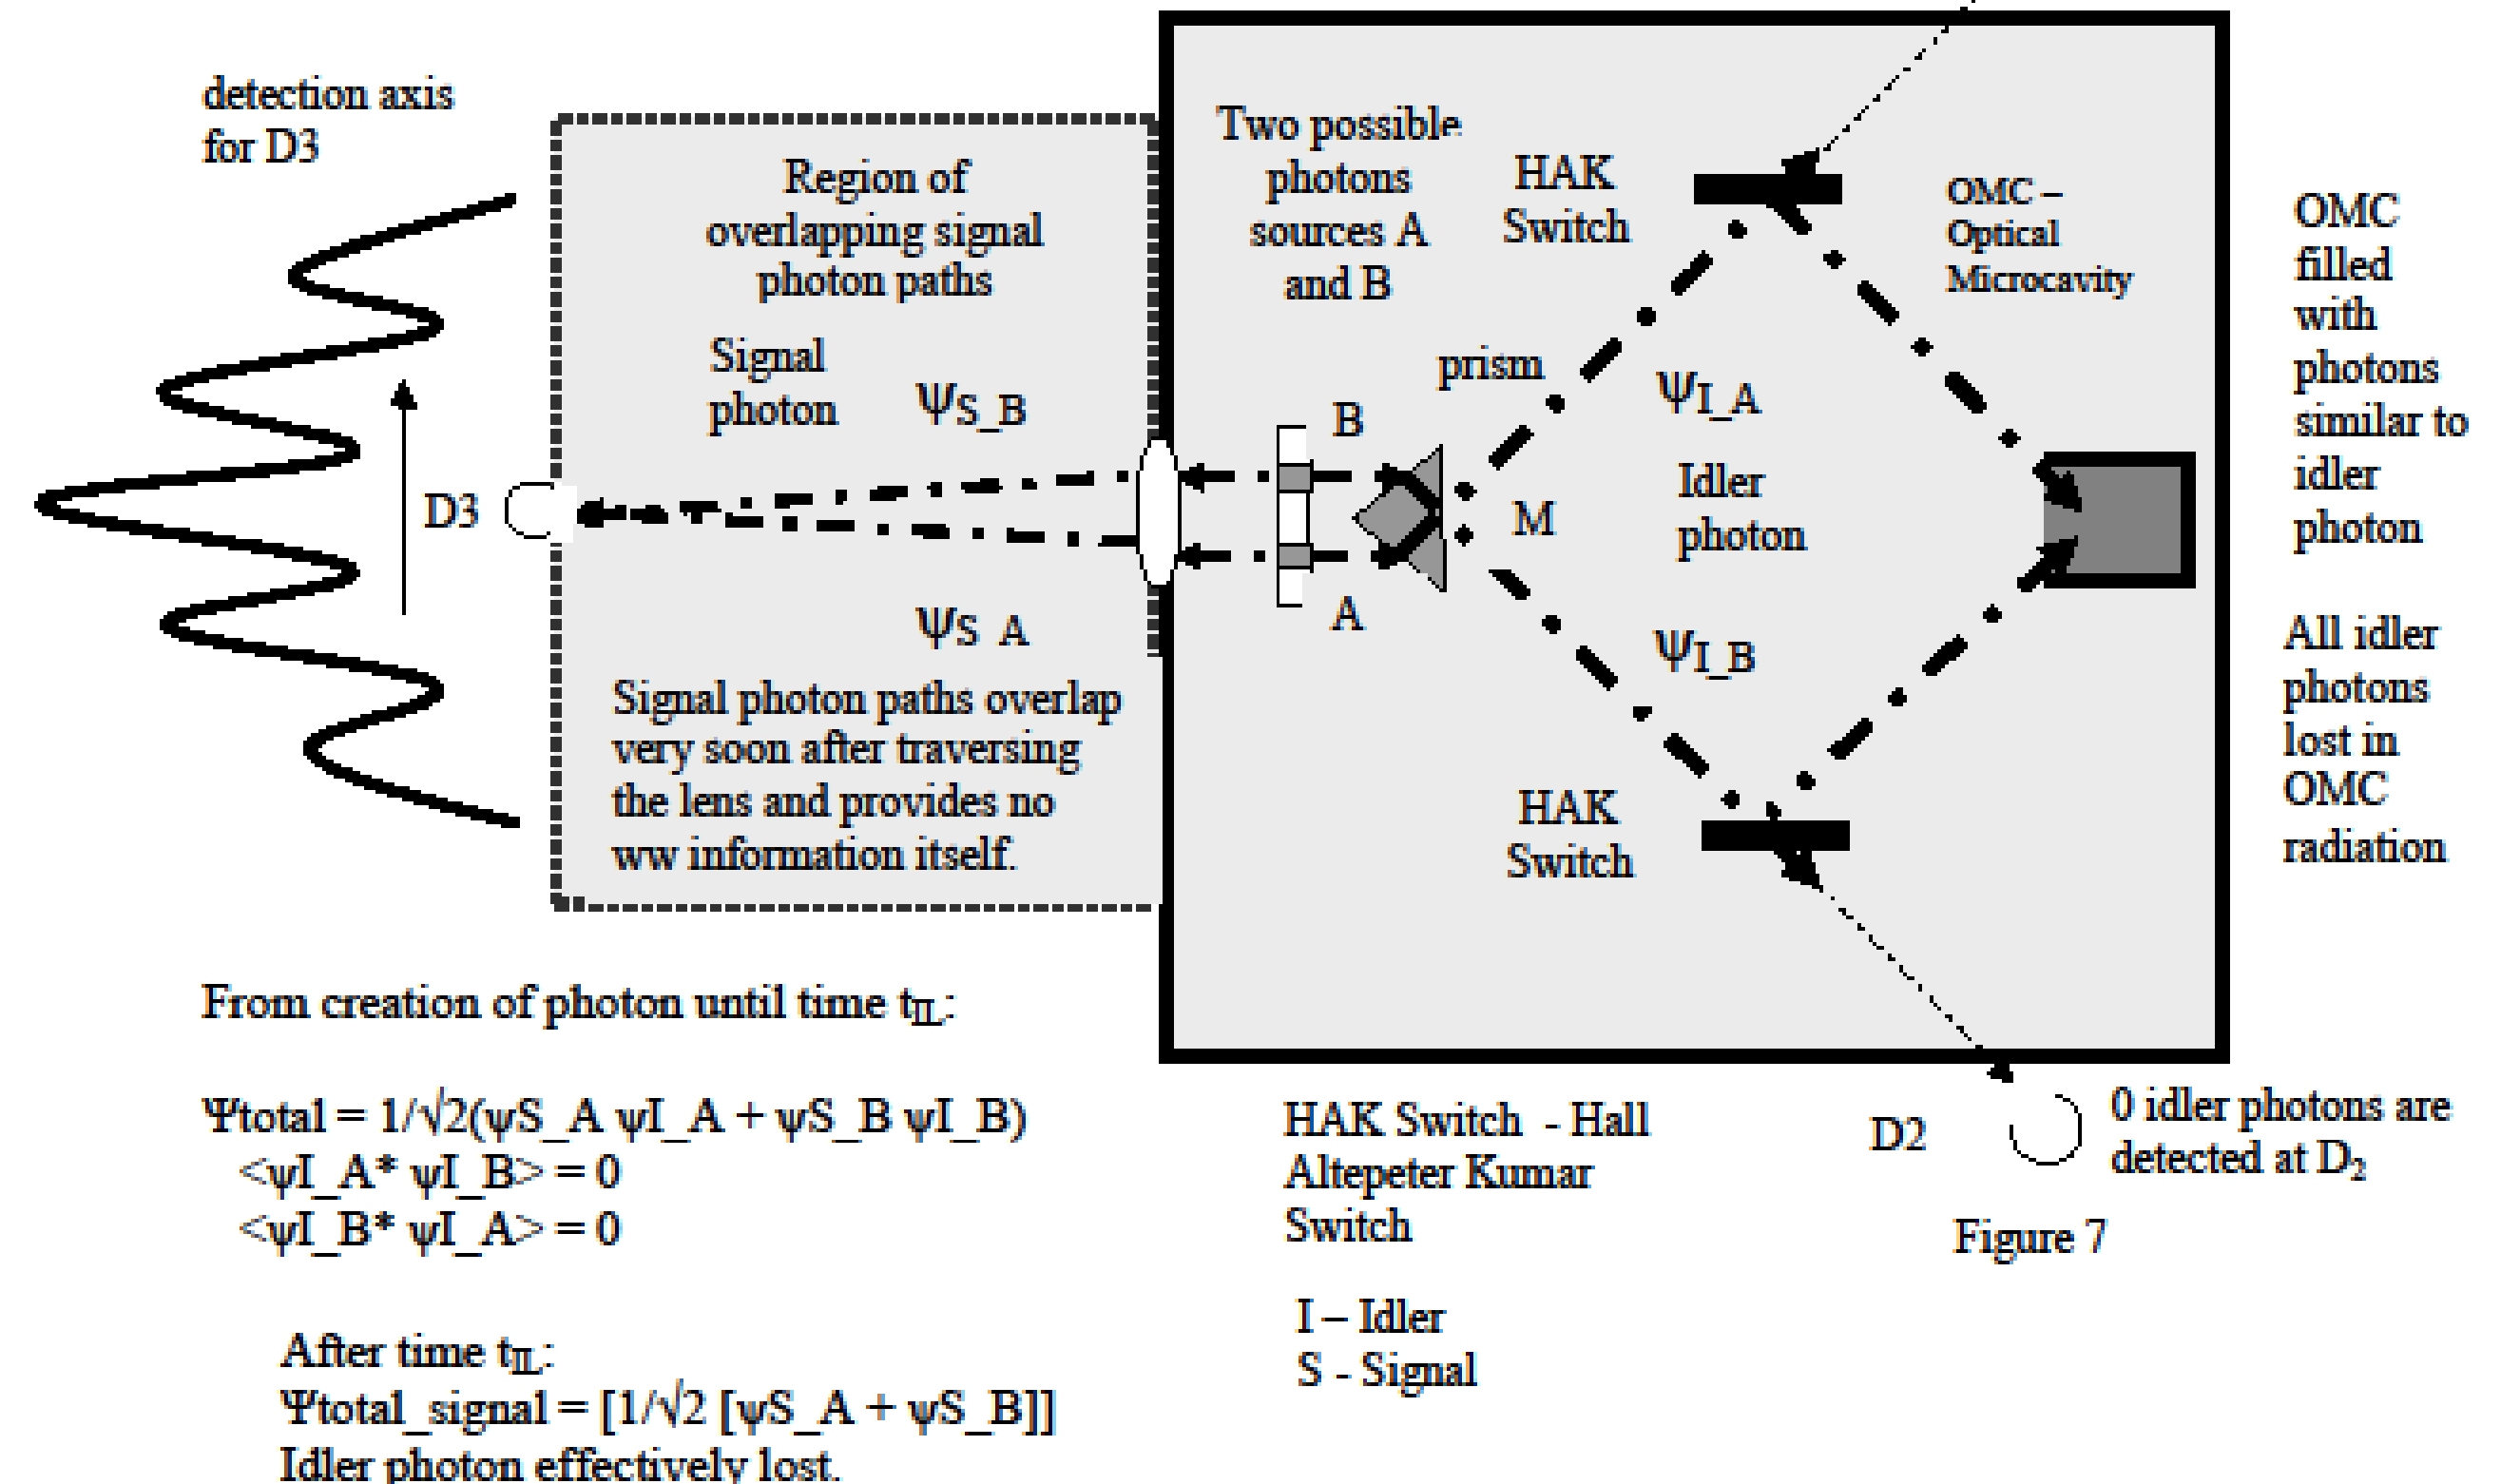 detection axis
for D3
Region of
overlapping signal
photon paths
Signal
photon
ΨS_B
D3
ΨS_A
Signal photon paths overlap
very soon after traversing
the lens and provides no
ww information itself.
Two possible
photons
sources A
and B
HAK
Switch
OMC –
Optical
Microcavity
prism
B
A
M
ΨI_A
Idler
photon
ΨI_B
HAK
Switch
OMC
filled
with
photons
similar to
idler
photon
All idler
photons
lost in
OMC
radiation
From creation of photon until time tIL:
Ψtotal = 1/√2(ψS_A ψI_A + ψS_B ψI_B)
<ψI_A* ψI_B> = 0
<ψI_B* ψI_A> = 0
After time tIL:
Ψtotal_signal = [1/√2 [ψS_A + ψS_B]]
Idler photon effectively lost.
HAK Switch - Hall
Altepeter Kumar
Switch
I – Idler
S - Signal
D2
0 idler photons are
detected at D2
Figure 7